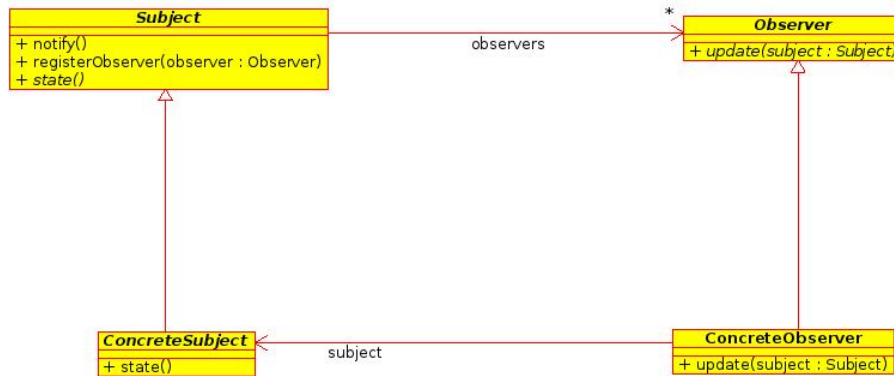 Subject
+ notify()
+ registerObserver(observer : Observer)
+ state()
observers
*
Observer
+ update(subject : Subject)
ConcreteSubject
+ state()
subject
ConcreteObserver
+ update(subject : Subject)